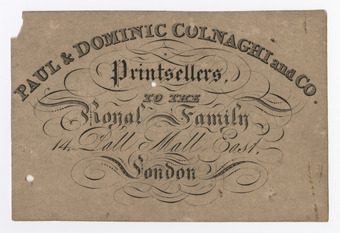 PAUL & DOMINIC COLNAGHI and CO
Printsellers,
TO THE
Royal Family
14, Pall Mall East,
London